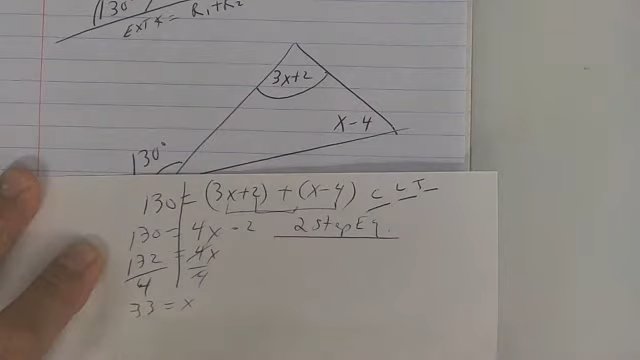 130°
EXT∢= R₁+R₂
3x+2
x-4
130°
130 = (3x+2) + (x-4) C L T
130 = 4x - 2 2 Step Eq.
132/4 = 4x/4
33 = x